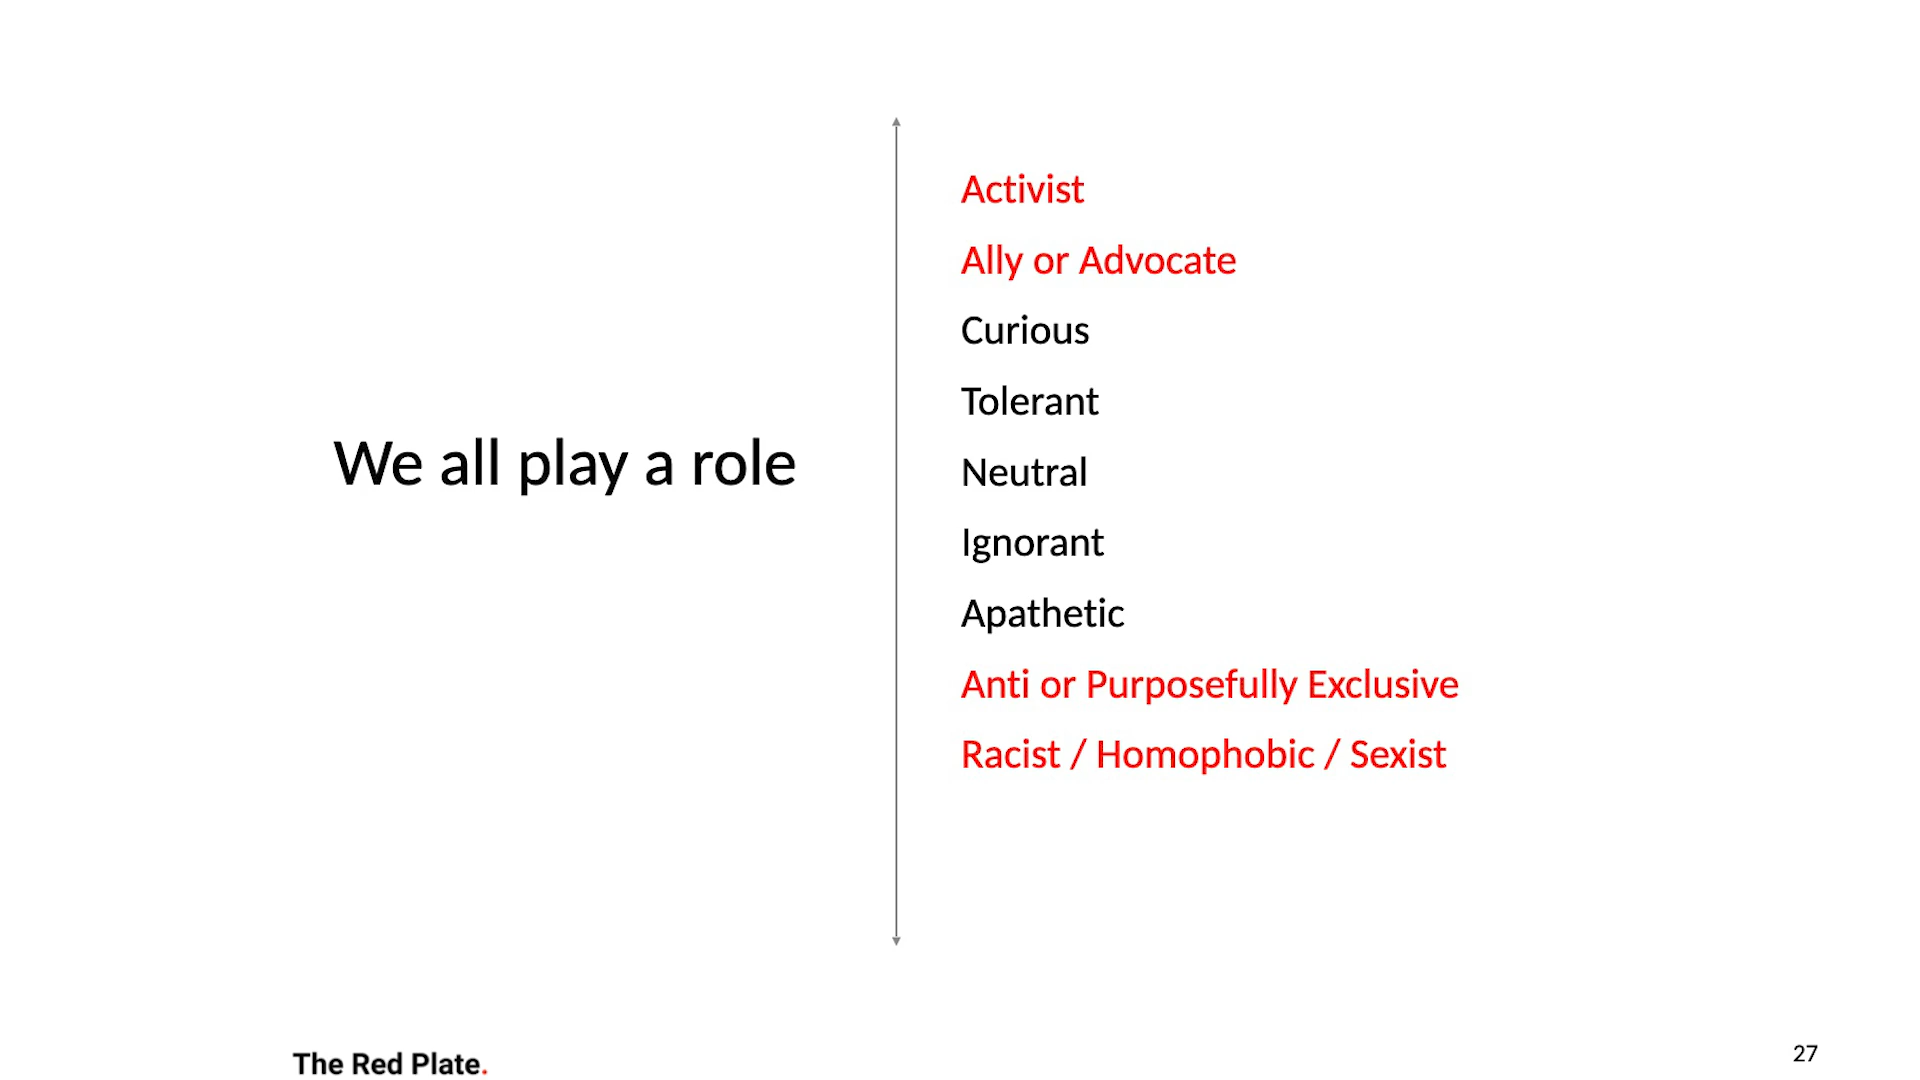 We all play a role
Activist
Ally or Advocate
Curious
Tolerant
Neutral
Ignorant
Apathetic
Anti or Purposefully Exclusive
Racist / Homophobic / Sexist
The Red Plate.
27